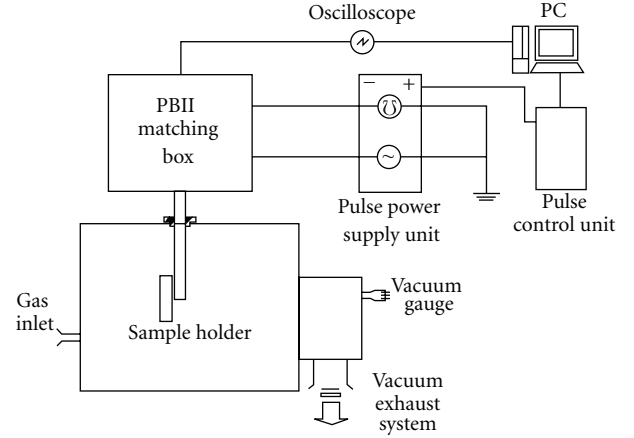 Oscilloscope
PC
PBII
matching
box
− +
~
Pulse power
supply unit
Pulse
control unit
Gas
inlet
Sample holder
Vacuum
gauge
Vacuum
exhaust
system